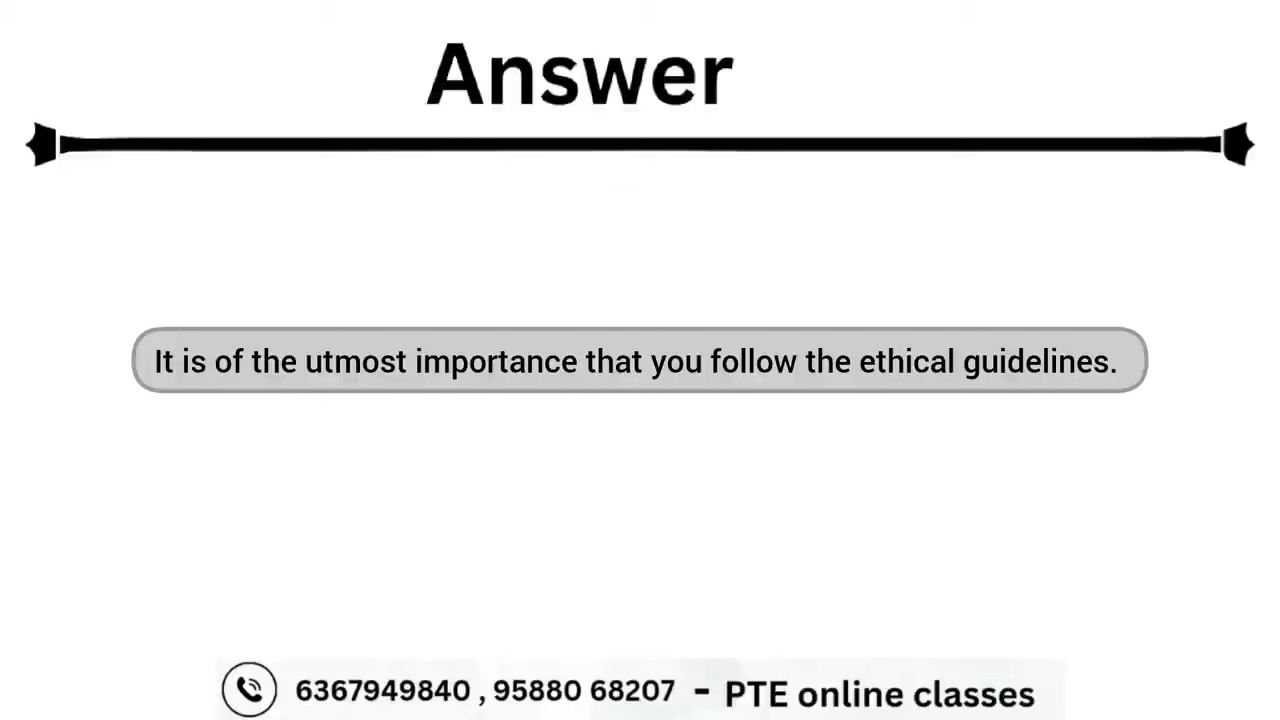 Answer
It is of the utmost importance that you follow the ethical guidelines.
6367949840 , 95880 68207 - PTE online classes